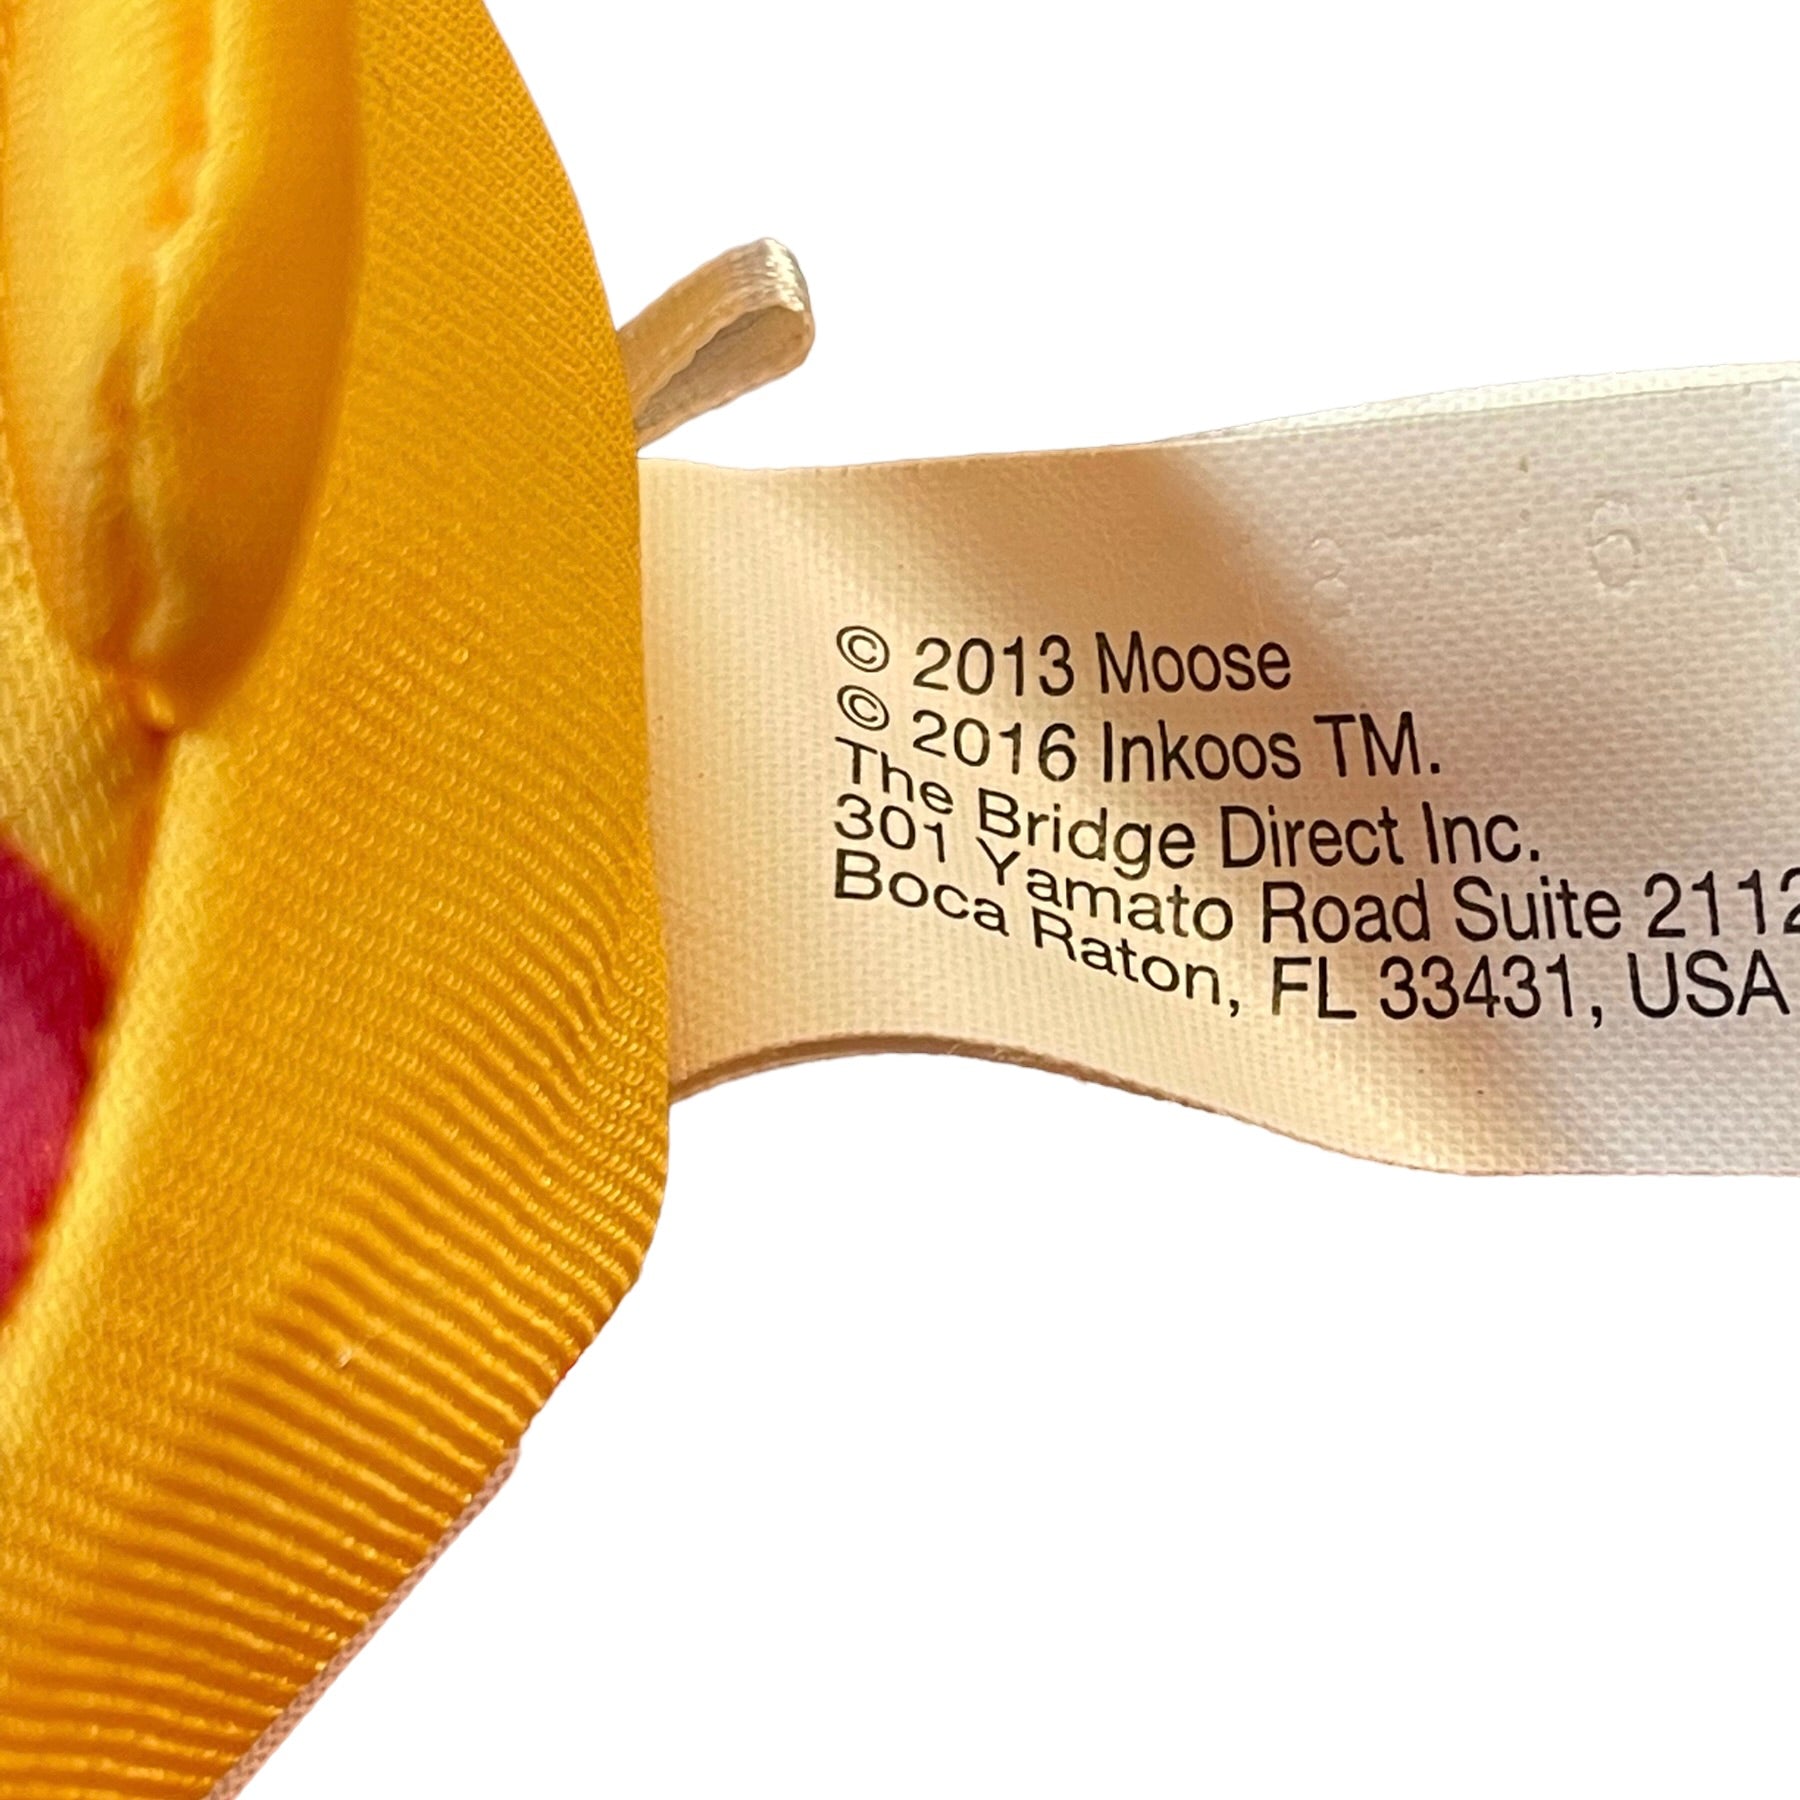 © 2013 Moose
© 2016 Inkoos TM.
The Bridge Direct Inc.
301 Yamato Road Suite 2112
Boca Raton, FL 33431, USA